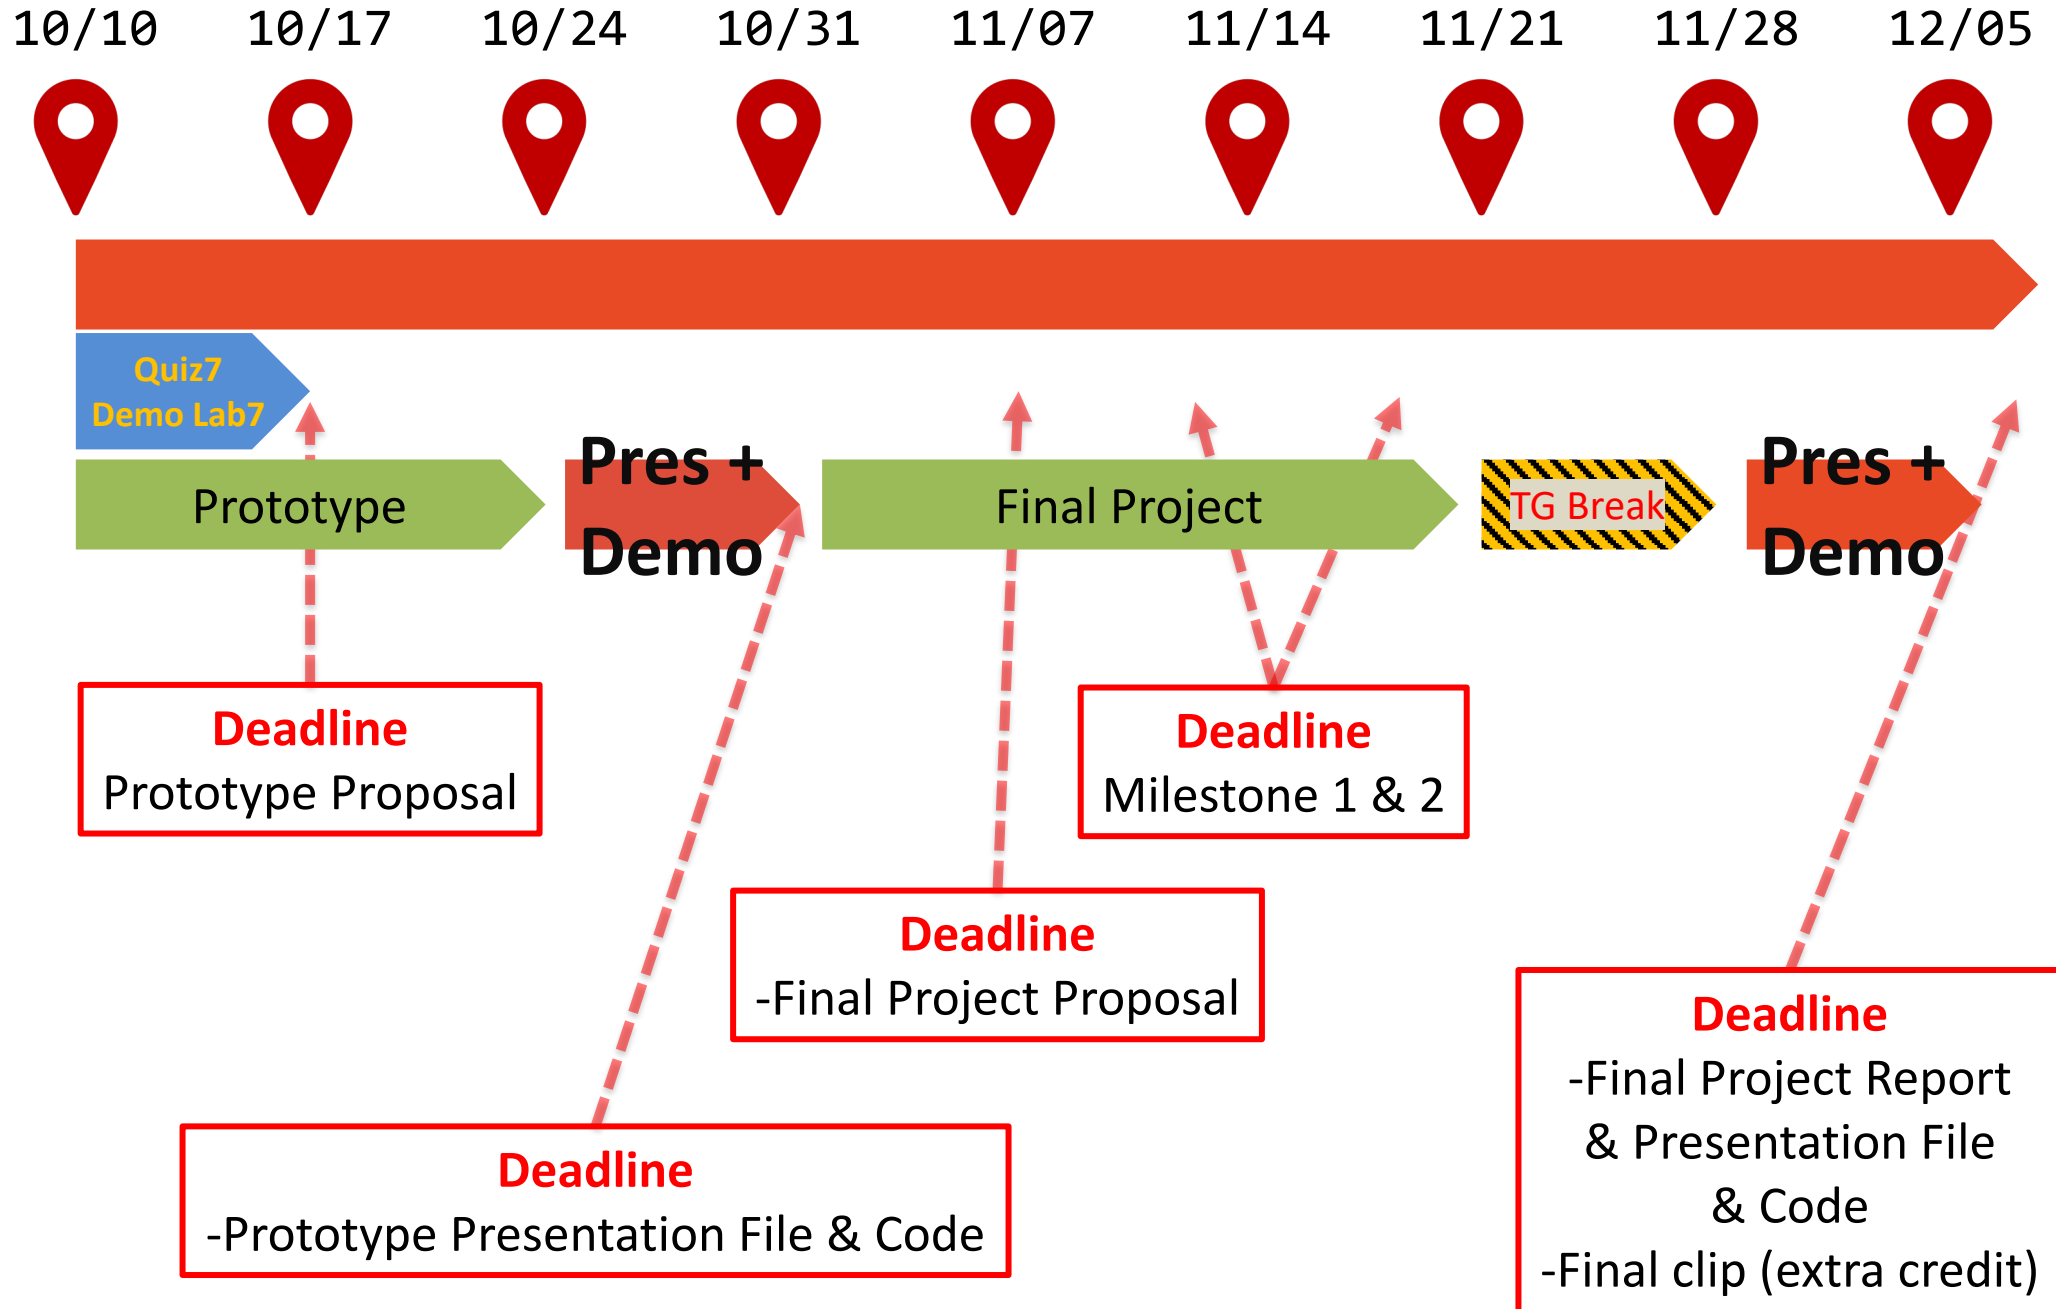 10/10 10/17 10/24 10/31 11/07 11/14 11/21 11/28 12/05
Quiz7
Demo Lab7
Prototype
Pres +
Demo
Final Project
TG Break
Pres +
Demo
Deadline
Prototype Proposal
Deadline
Milestone 1 & 2
Deadline
-Final Project Proposal
Deadline
-Prototype Presentation File & Code
Deadline
-Final Project Report
& Presentation File
& Code
-Final clip (extra credit)